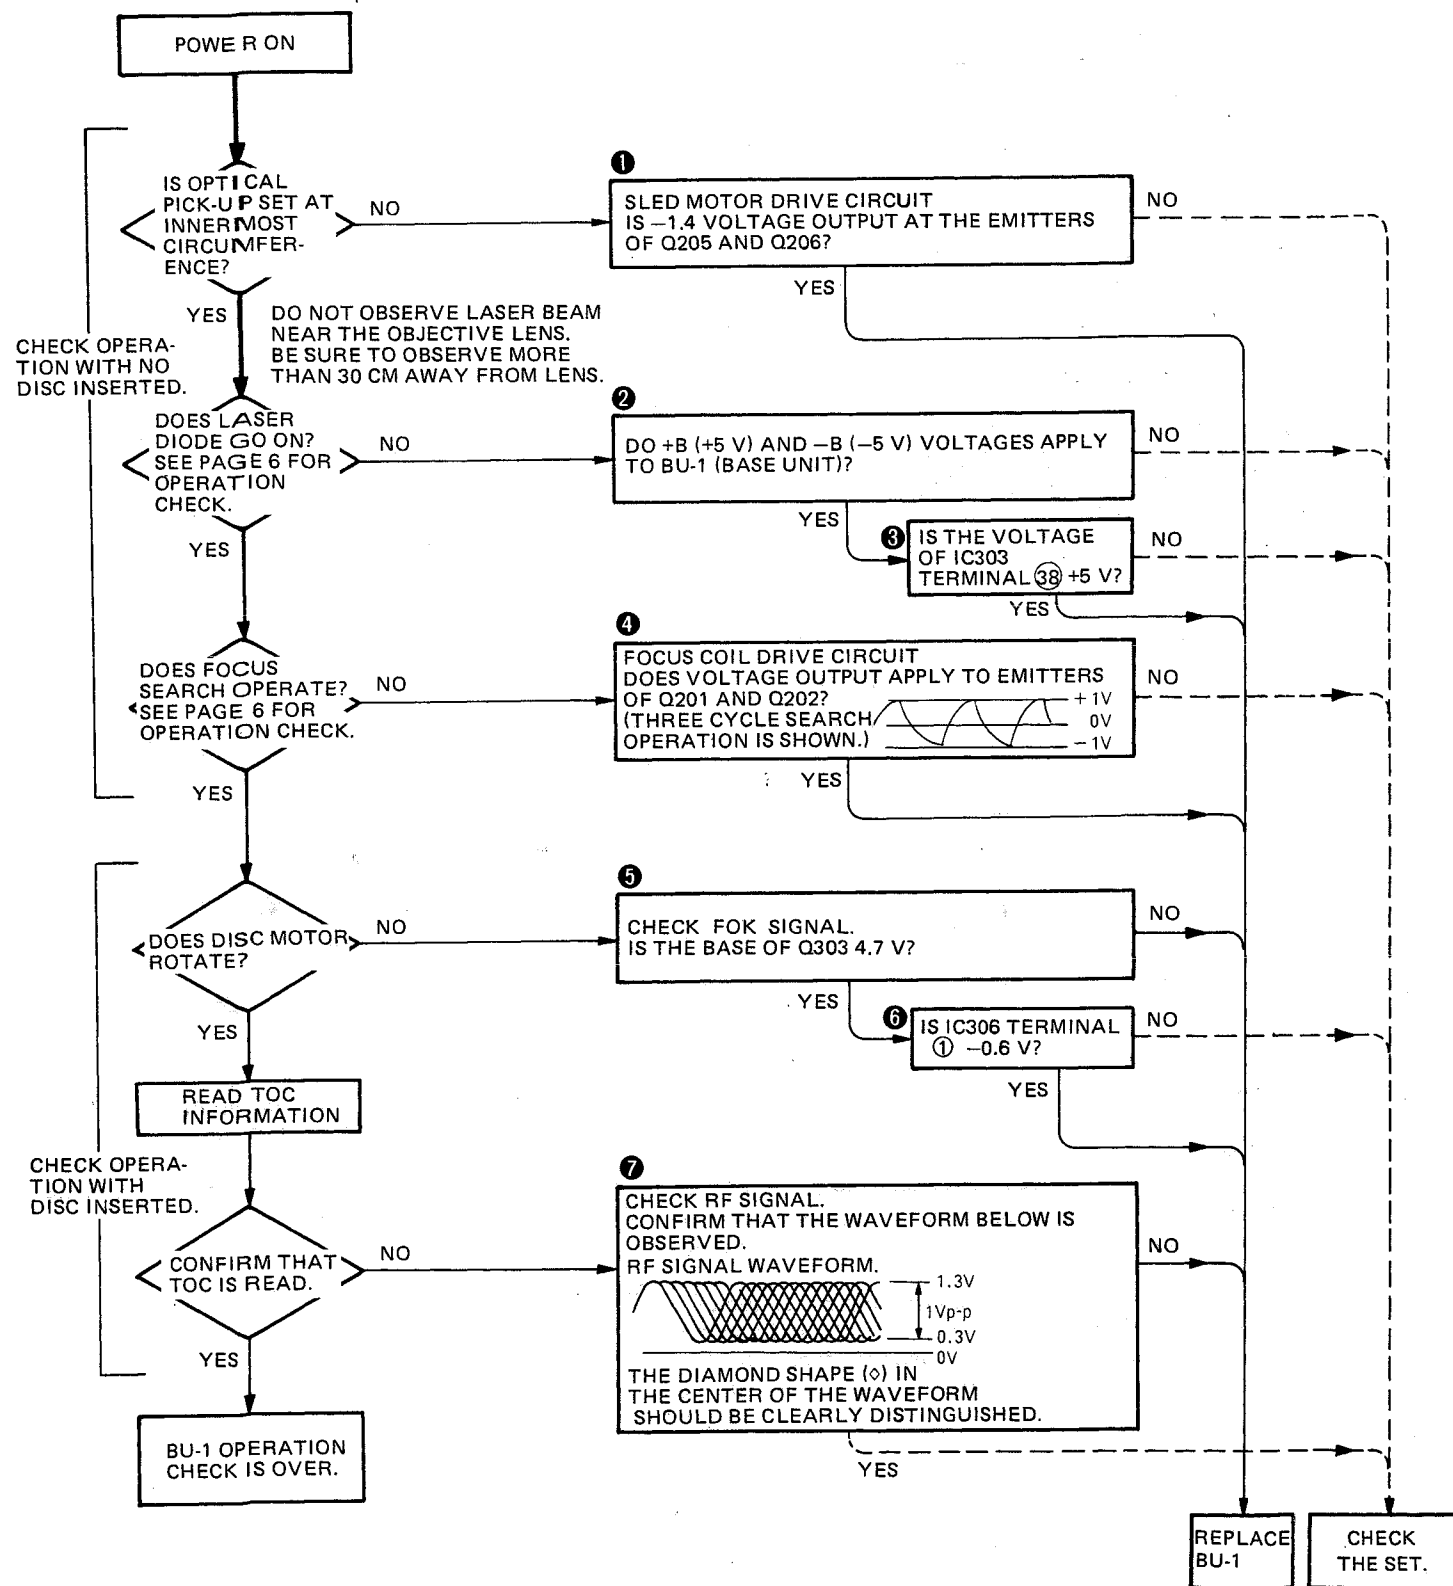 POWER ON
IS OPTICAL
PICK-UP SET AT
INNERMOST
CIRCUMFER-
ENCE?
NO
YES
❶
SLED MOTOR DRIVE CIRCUIT
IS –1.4 VOLTAGE OUTPUT AT THE EMITTERS
OF Q205 AND Q206?
NO
YES
DO NOT OBSERVE LASER BEAM
NEAR THE OBJECTIVE LENS.
BE SURE TO OBSERVE MORE
THAN 30 CM AWAY FROM LENS.
CHECK OPERA-
TION WITH NO
DISC INSERTED.
DOES LASER
DIODE GO ON?
SEE PAGE 6 FOR
OPERATION
CHECK.
NO
YES
❷
DO +B (+5 V) AND –B (–5 V) VOLTAGES APPLY
TO BU-1 (BASE UNIT)?
NO
YES
❸
IS THE VOLTAGE
OF IC303
TERMINAL ㊳ +5 V?
NO
YES
DOES FOCUS
SEARCH OPERATE?
SEE PAGE 6 FOR
OPERATION CHECK.
NO
YES
❹
FOCUS COIL DRIVE CIRCUIT
DOES VOLTAGE OUTPUT APPLY TO EMITTERS
OF Q201 AND Q202?
(THREE CYCLE SEARCH
OPERATION IS SHOWN.)
+1V
0V
–1V
NO
YES
DOES DISC MOTOR
ROTATE?
NO
YES
❺
CHECK FOK SIGNAL.
IS THE BASE OF Q303 4.7 V?
NO
YES
❻
IS IC306 TERMINAL
① –0.6 V?
NO
YES
READ TOC
INFORMATION
CHECK OPERA-
TION WITH
DISC INSERTED.
CONFIRM THAT
TOC IS READ.
NO
YES
❼
CHECK RF SIGNAL.
CONFIRM THAT THE WAVEFORM BELOW IS
OBSERVED.
RF SIGNAL WAVEFORM.
1.3V
1Vp-p
0.3V
0V
THE DIAMOND SHAPE (◇) IN
THE CENTER OF THE WAVEFORM
SHOULD BE CLEARLY DISTINGUISHED.
NO
YES
BU-1 OPERATION
CHECK IS OVER.
REPLACE
BU-1
CHECK
THE SET.